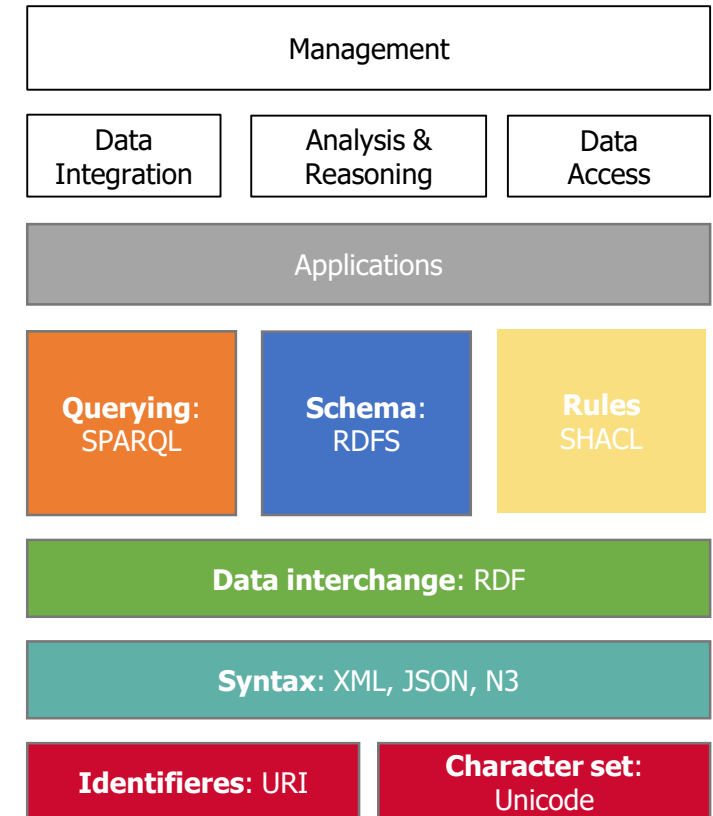 Management
Data
Integration
Analysis &
Reasoning
Data
Access
Applications
Querying:
SPARQL
Schema:
RDFS
Rules
SHACL
Data interchange: RDF
Syntax: XML, JSON, N3
Identifieres: URI
Character set:
Unicode